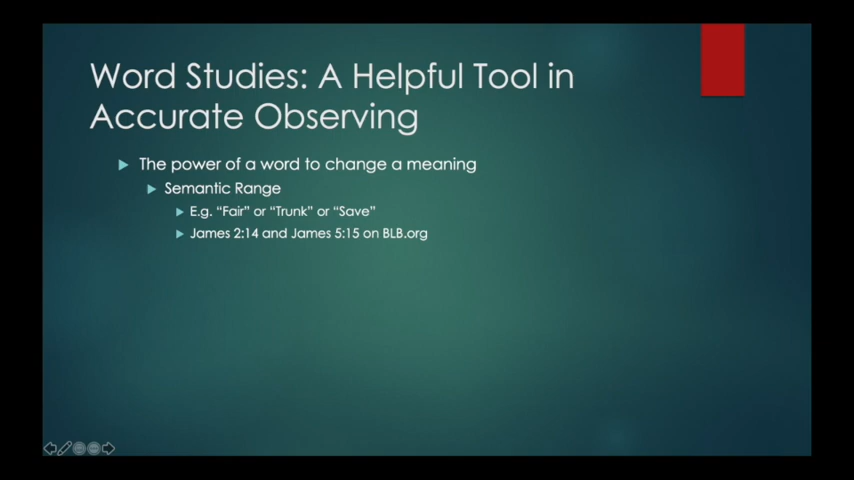 Word Studies: A Helpful Tool in
Accurate Observing
The power of a word to change a meaning
Semantic Range
E.g. “Fair” or “Trunk” or “Save”
James 2:14 and James 5:15 on BLB.org